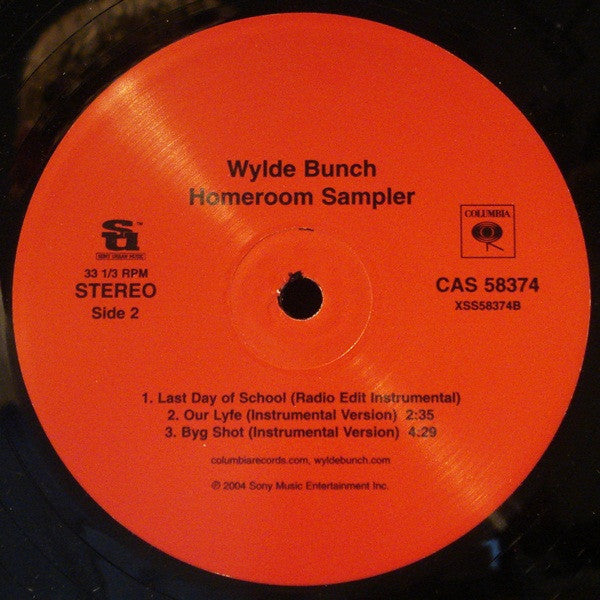 Wylde Bunch
Homeroom Sampler
SU™
SONY URBAN MUSIC
COLUMBIA
33 1/3 RPM
STEREO
Side 2
CAS 58374
XSS58374B
1. Last Day of School (Radio Edit Instrumental)
2. Our Lyfe (Instrumental Version) 2:35
3. Byg Shot (Instrumental Version) 4:29
columbiarecords.com, wyldebunch.com
℗ 2004 Sony Music Entertainment Inc.